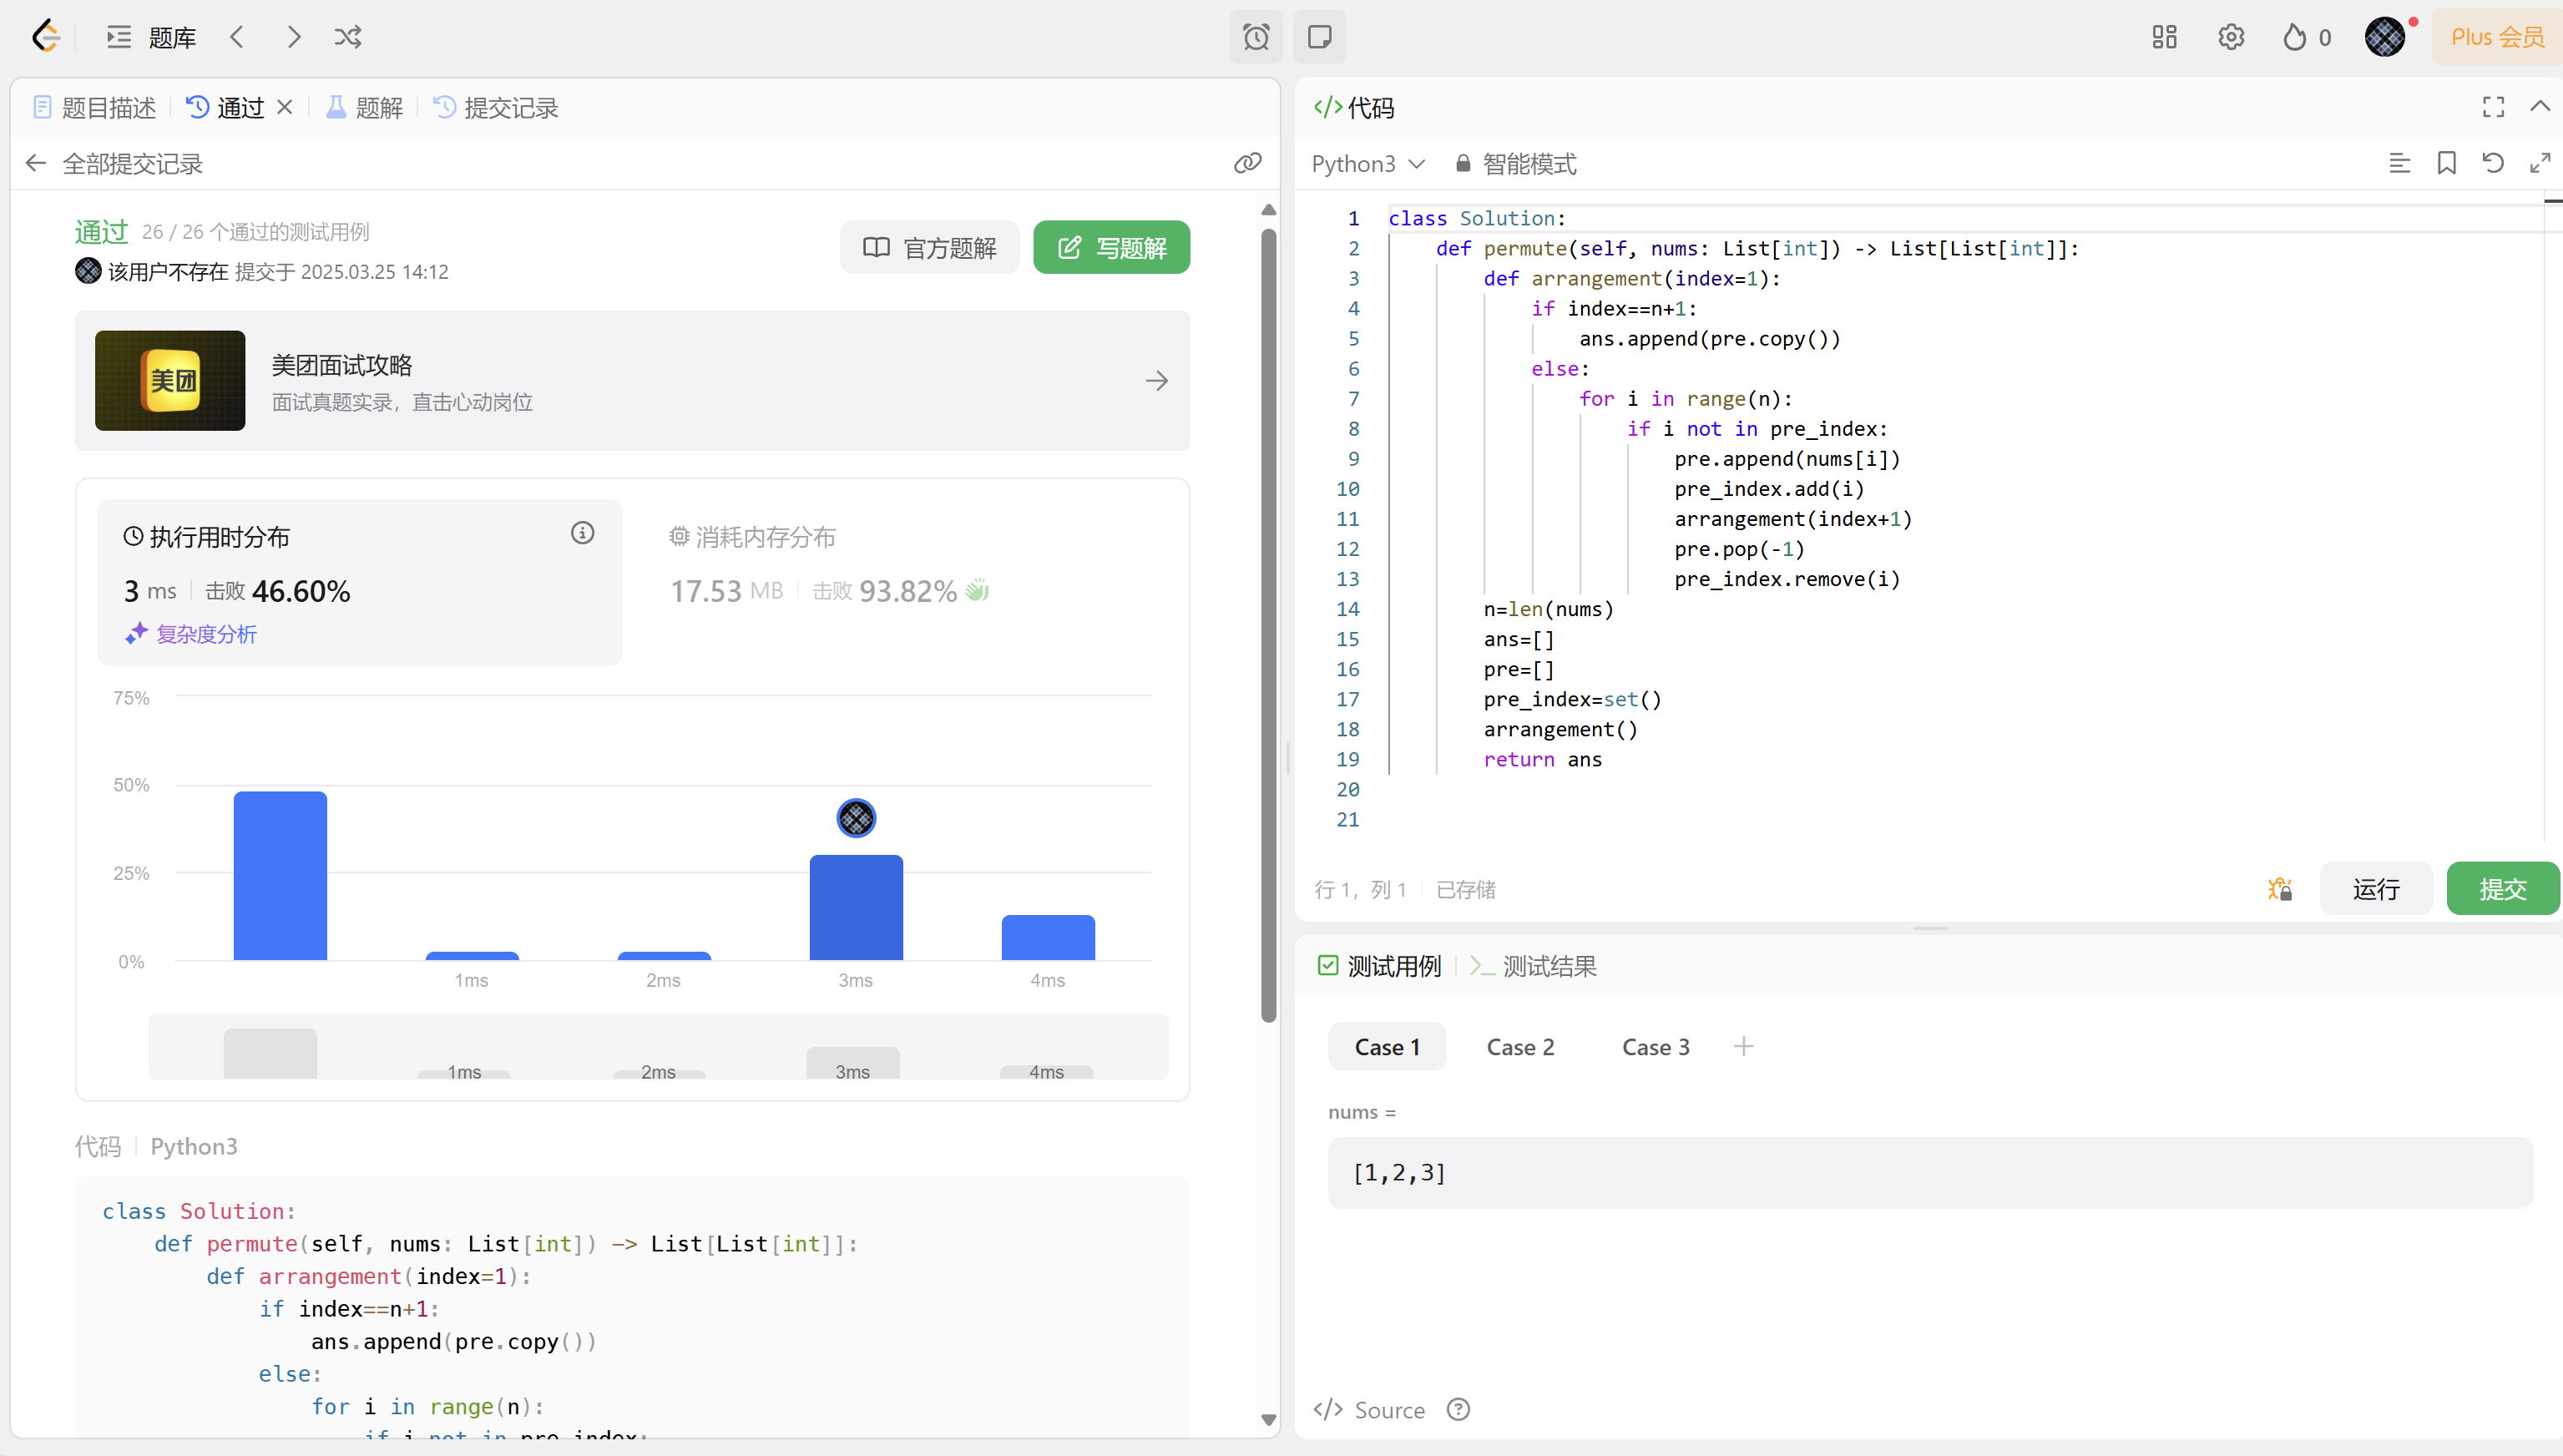 题库
0
Plus 会员
题目描述
通过
题解
提交记录
全部提交记录
通过 26 / 26 个通过的测试用例
官方题解
写题解
该用户不存在 提交于 2025.03.25 14:12
美团
美团面试攻略
面试真题实录，直击心动岗位
执行用时分布
3 ms 击败 46.60%
复杂度分析
消耗内存分布
17.53 MB 击败 93.82%
75%
50%
25%
0%
1ms
2ms
3ms
4ms
1ms
2ms
3ms
4ms
代码 Python3
class Solution:
    def permute(self, nums: List[int]) -> List[List[int]]:
        def arrangement(index=1):
            if index==n+1:
                ans.append(pre.copy())
            else:
                for i in range(n):
                    if i not in pre_index:
代码
Python3
智能模式
1 class Solution:
2     def permute(self, nums: List[int]) -> List[List[int]]:
3         def arrangement(index=1):
4             if index==n+1:
5                 ans.append(pre.copy())
6             else:
7                 for i in range(n):
8                     if i not in pre_index:
9                         pre.append(nums[i])
10                         pre_index.add(i)
11                         arrangement(index+1)
12                         pre.pop(-1)
13                         pre_index.remove(i)
14         n=len(nums)
15         ans=[]
16         pre=[]
17         pre_index=set()
18         arrangement()
19         return ans
20
21
行 1，列 1 已存储
运行
提交
测试用例
测试结果
Case 1
Case 2
Case 3
nums =
[1,2,3]
Source